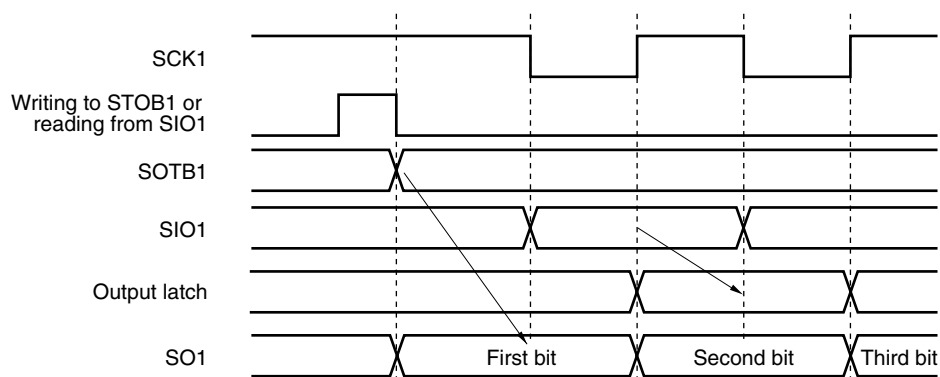 SCK1
Writing to STOB1 or
reading from SIO1
SOTB1
SIO1
Output latch
SO1
First bit
Second bit
Third bit